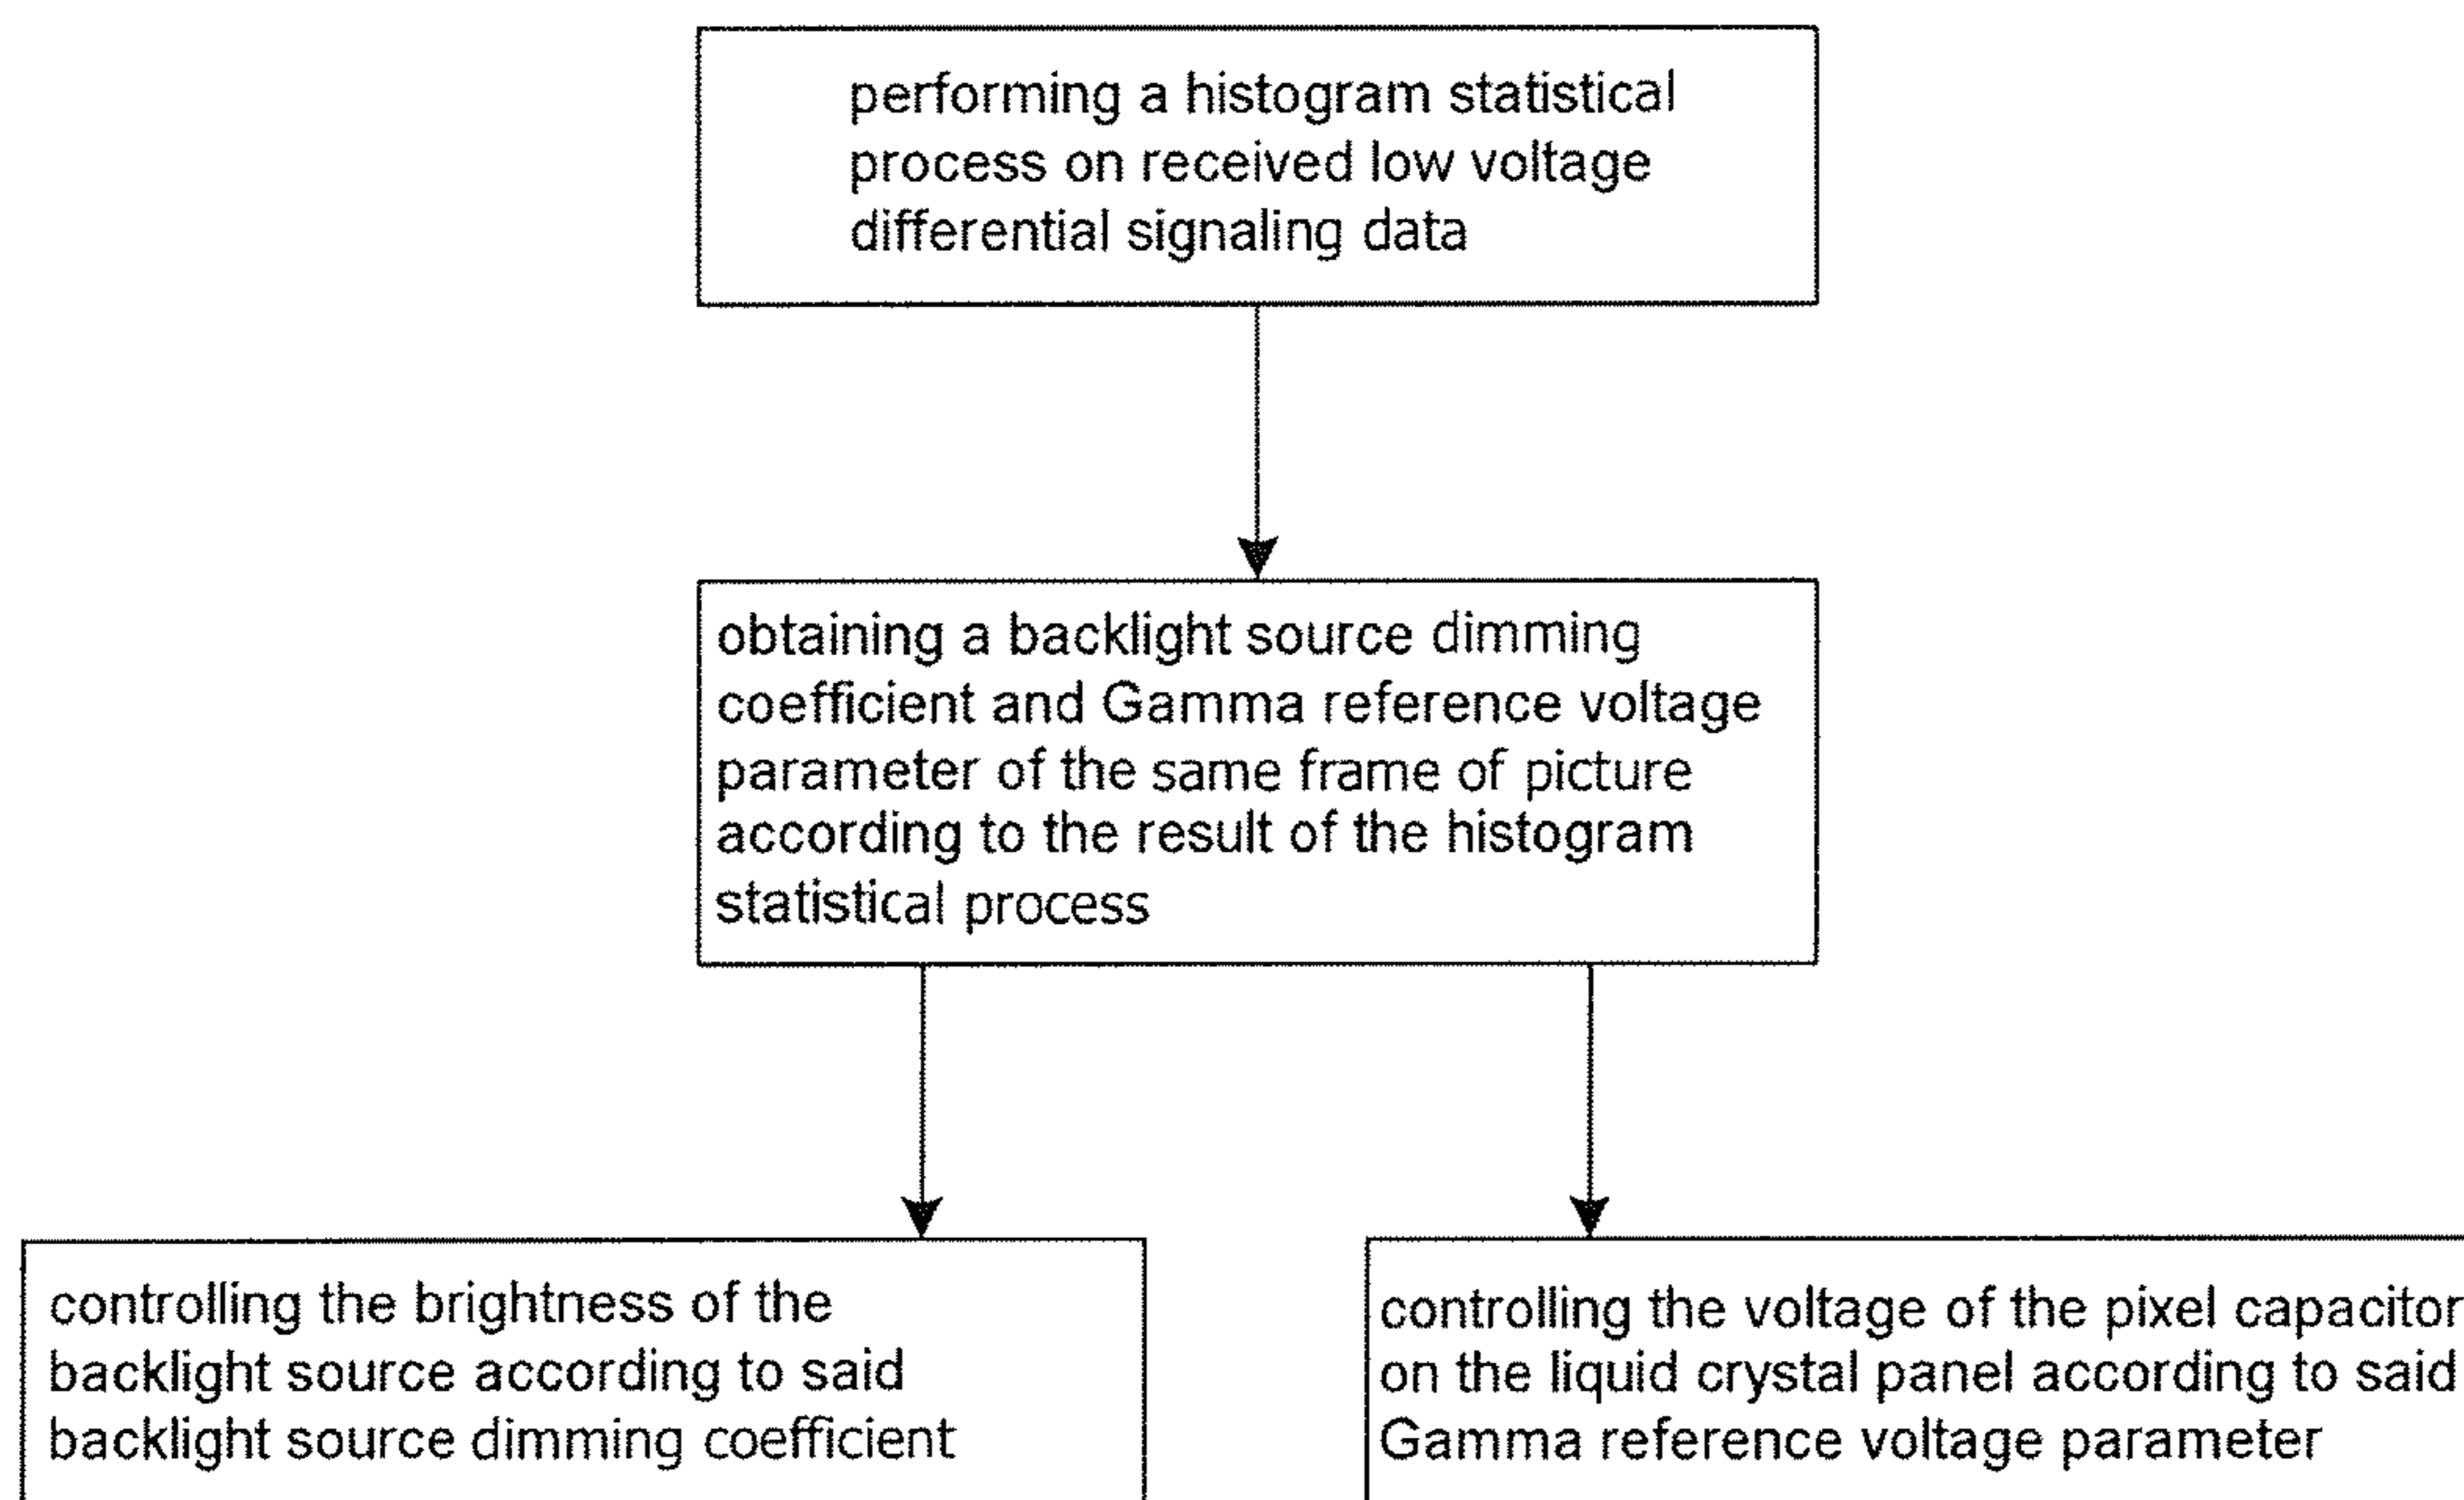 performing a histogram statistical
process on received low voltage
differential signaling data
obtaining a backlight source dimming
coefficient and Gamma reference voltage
parameter of the same frame of picture
according to the result of the histogram
statistical process
controlling the brightness of the
backlight source according to said
backlight source dimming coefficient
controlling the voltage of the pixel capacitor
on the liquid crystal panel according to said
Gamma reference voltage parameter